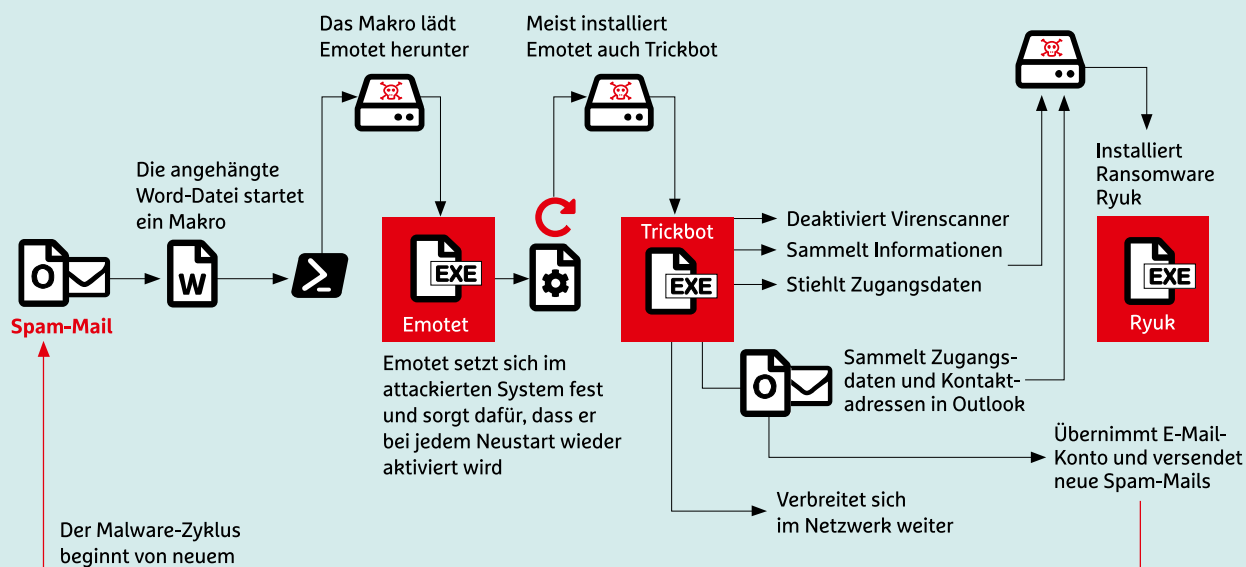 Das Makro lädt
Emotet herunter
Meist installiert
Emotet auch Trickbot
Die angehängte
Word-Datei startet
ein Makro
O
W
Spam-Mail
EXE
Emotet
Emotet setzt sich im
attackierten System fest
und sorgt dafür, dass er
bei jedem Neustart wieder
aktiviert wird
Trickbot
EXE
Deaktiviert Virenscanner
Sammelt Informationen
Stiehlt Zugangsdaten
O
Sammelt Zugangs-
daten und Kontakt-
adressen in Outlook
Installiert
Ransomware
Ryuk
EXE
Ryuk
Übernimmt E-Mail-
Konto und versendet
neue Spam-Mails
Verbreitet sich
im Netzwerk weiter
Der Malware-Zyklus
beginnt von neuem